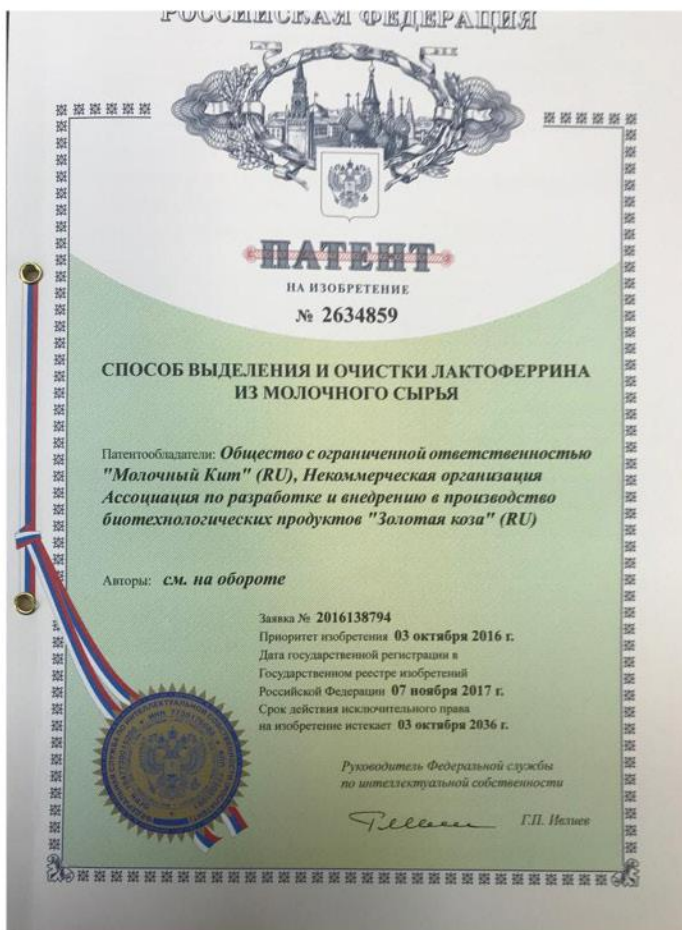 РОССИЙСКАЯ ФЕДЕРАЦИЯ
ПАТЕНТ
НА ИЗОБРЕТЕНИЕ
№ 2634859
СПОСОБ ВЫДЕЛЕНИЯ И ОЧИСТКИ ЛАКТОФЕРРИНА
ИЗ МОЛОЧНОГО СЫРЬЯ
Патентообладатели: Общество с ограниченной ответственностью
"Молочный Кит" (RU), Некоммерческая организация
Ассоциация по разработке и внедрению в производство
биотехнологических продуктов "Золотая коза" (RU)
Авторы: см. на обороте
Заявка № 2016138794
Приоритет изобретения 03 октября 2016 г.
Дата государственной регистрации в
Государственном реестре изобретений
Российской Федерации 07 ноября 2017 г.
Срок действия исключительного права
на изобретение истекает 03 октября 2036 г.
Руководитель Федеральной службы
по интеллектуальной собственности
Г.П. Ивлиев